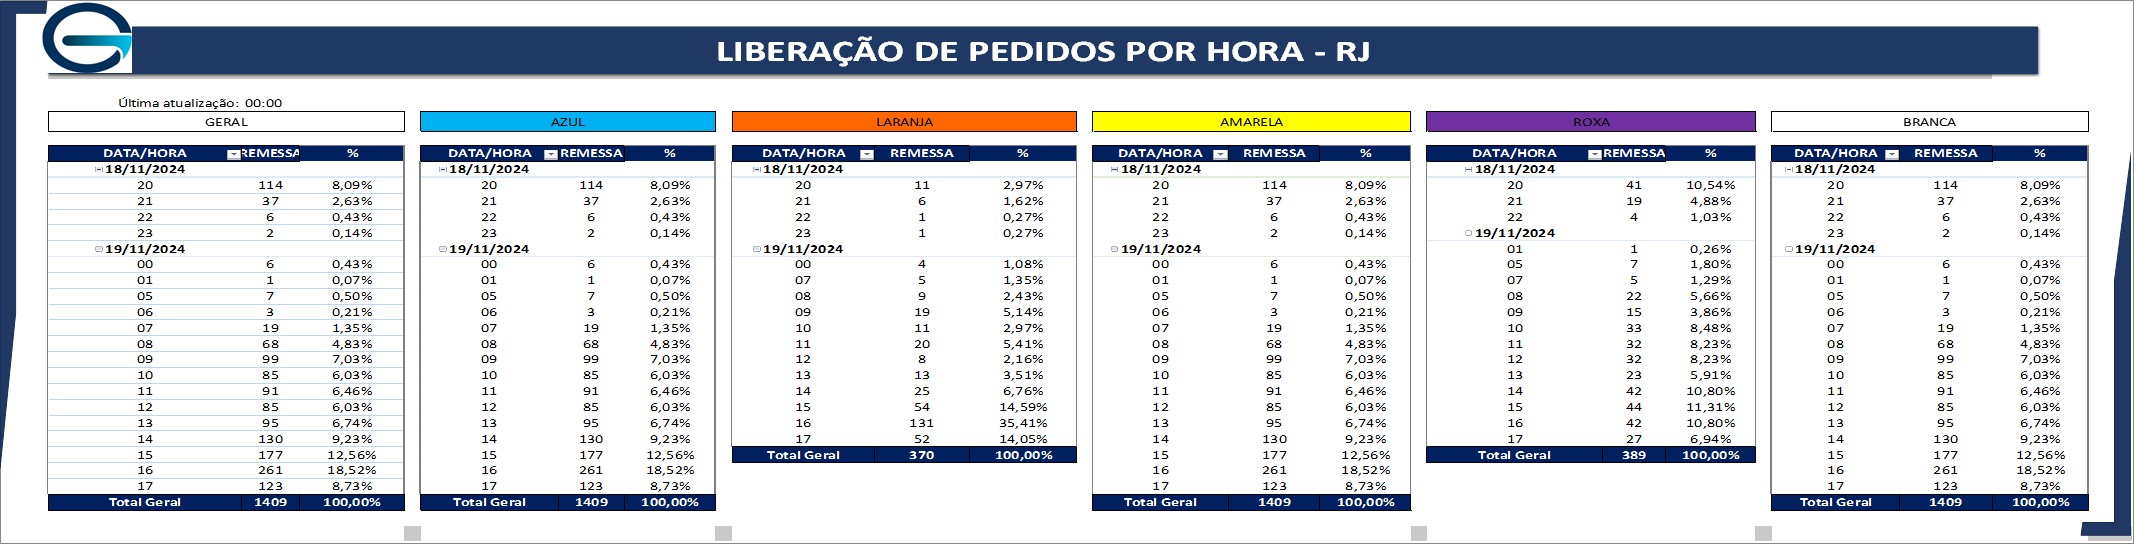 LIBERAÇÃO DE PEDIDOS POR HORA - RJ
Última atualização: 00:00
GERAL
DATA/HORA REMESSA %
18/11/2024
20 114 8,09%
21 37 2,63%
22 6 0,43%
23 2 0,14%
19/11/2024
00 6 0,43%
01 1 0,07%
05 7 0,50%
06 3 0,21%
07 19 1,35%
08 68 4,83%
09 99 7,03%
10 85 6,03%
11 91 6,46%
12 85 6,03%
13 95 6,74%
14 130 9,23%
15 177 12,56%
16 261 18,52%
17 123 8,73%
Total Geral 1409 100,00%
AZUL
DATA/HORA REMESSA %
18/11/2024
20 114 8,09%
21 37 2,63%
22 6 0,43%
23 2 0,14%
19/11/2024
00 6 0,43%
01 1 0,07%
05 7 0,50%
06 3 0,21%
07 19 1,35%
08 68 4,83%
09 99 7,03%
10 85 6,03%
11 91 6,46%
12 85 6,03%
13 95 6,74%
14 130 9,23%
15 177 12,56%
16 261 18,52%
17 123 8,73%
Total Geral 1409 100,00%
LARANJA
DATA/HORA REMESSA %
18/11/2024
20 11 2,97%
21 6 1,62%
22 1 0,27%
23 1 0,27%
19/11/2024
00 4 1,08%
07 5 1,35%
08 9 2,43%
09 19 5,14%
10 11 2,97%
11 20 5,41%
12 8 2,16%
13 13 3,51%
14 25 6,76%
15 54 14,59%
16 131 35,41%
17 52 14,05%
Total Geral 370 100,00%
AMARELA
DATA/HORA REMESSA %
18/11/2024
20 114 8,09%
21 37 2,63%
22 6 0,43%
23 2 0,14%
19/11/2024
00 6 0,43%
01 1 0,07%
05 7 0,50%
06 3 0,21%
07 19 1,35%
08 68 4,83%
09 99 7,03%
10 85 6,03%
11 91 6,46%
12 85 6,03%
13 95 6,74%
14 130 9,23%
15 177 12,56%
16 261 18,52%
17 123 8,73%
Total Geral 1409 100,00%
ROXA
DATA/HORA REMESSA %
18/11/2024
20 41 10,54%
21 19 4,88%
22 4 1,03%
19/11/2024
01 1 0,26%
05 7 1,80%
07 5 1,29%
08 22 5,66%
09 15 3,86%
10 33 8,48%
11 32 8,23%
12 32 8,23%
13 23 5,91%
14 42 10,80%
15 44 11,31%
16 42 10,80%
17 27 6,94%
Total Geral 389 100,00%
BRANCA
DATA/HORA REMESSA %
18/11/2024
20 114 8,09%
21 37 2,63%
22 6 0,43%
23 2 0,14%
19/11/2024
00 6 0,43%
01 1 0,07%
05 7 0,50%
06 3 0,21%
07 19 1,35%
08 68 4,83%
09 99 7,03%
10 85 6,03%
11 91 6,46%
12 85 6,03%
13 95 6,74%
14 130 9,23%
15 177 12,56%
16 261 18,52%
17 123 8,73%
Total Geral 1409 100,00%